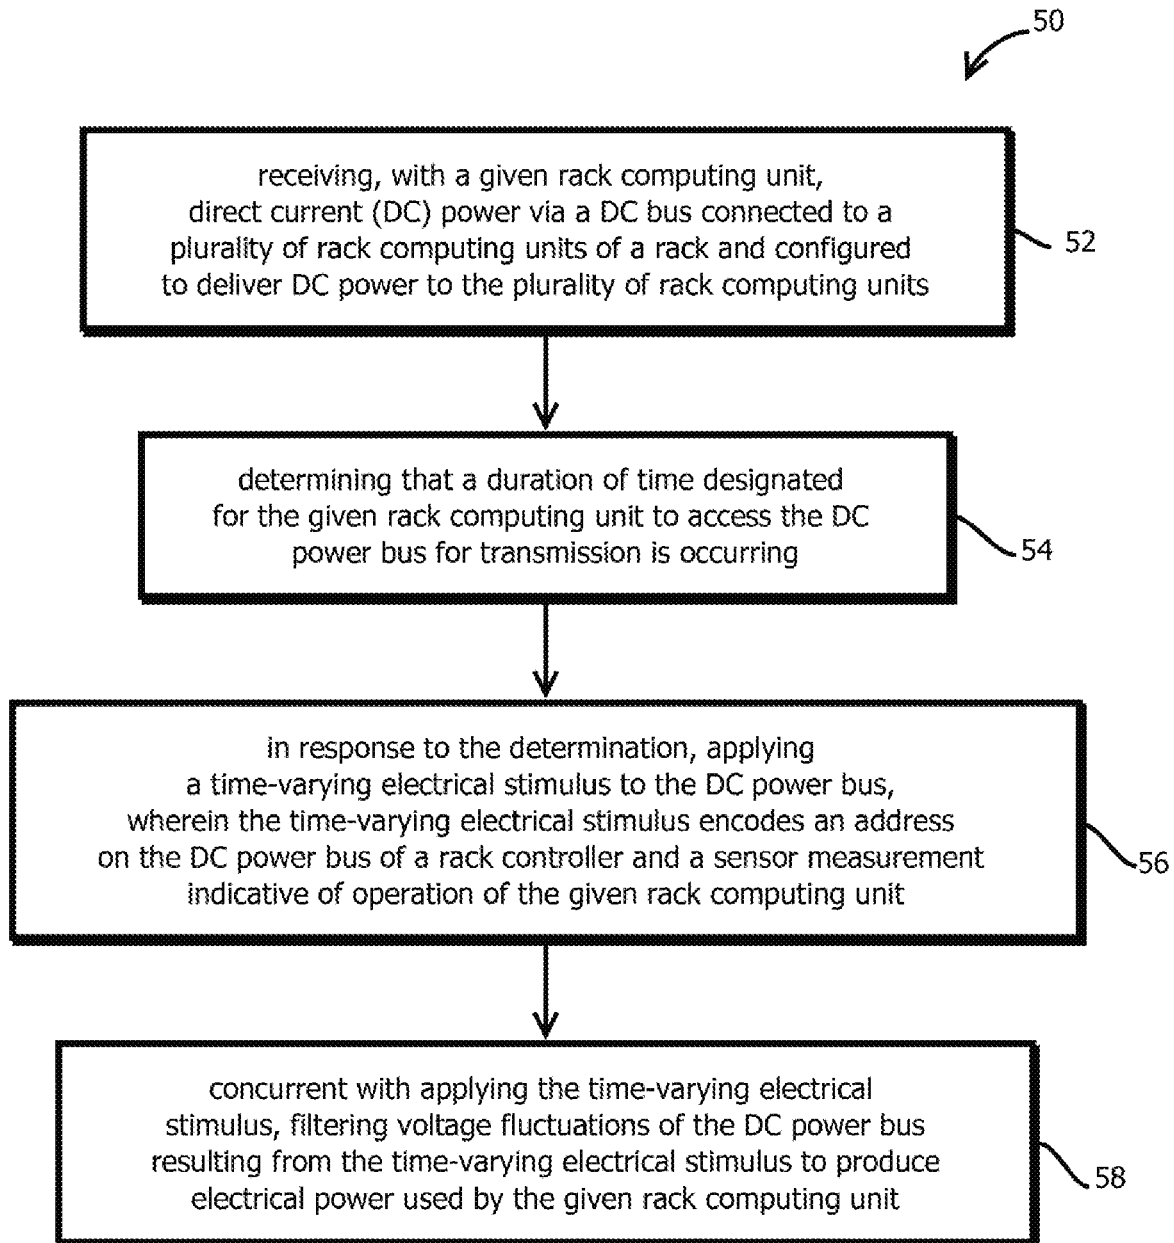 50
receiving, with a given rack computing unit,
direct current (DC) power via a DC bus connected to a
plurality of rack computing units of a rack and configured
to deliver DC power to the plurality of rack computing units
52
determining that a duration of time designated
for the given rack computing unit to access the DC
power bus for transmission is occurring
54
in response to the determination, applying
a time-varying electrical stimulus to the DC power bus,
wherein the time-varying electrical stimulus encodes an address
on the DC power bus of a rack controller and a sensor measurement
indicative of operation of the given rack computing unit
56
concurrent with applying the time-varying electrical
stimulus, filtering voltage fluctuations of the DC power bus
resulting from the time-varying electrical stimulus to produce
electrical power used by the given rack computing unit
58